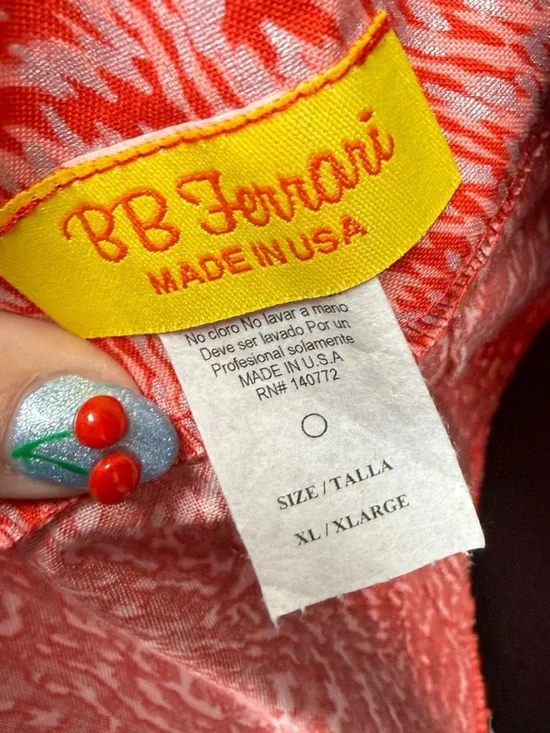 BB Ferrari
MADE IN USA
No cloro No lavar a mano
Deve ser lavado Por un
Profesional solamente
MADE IN U.S.A
RN# 140772
SIZE / TALLA
XL / XLARGE